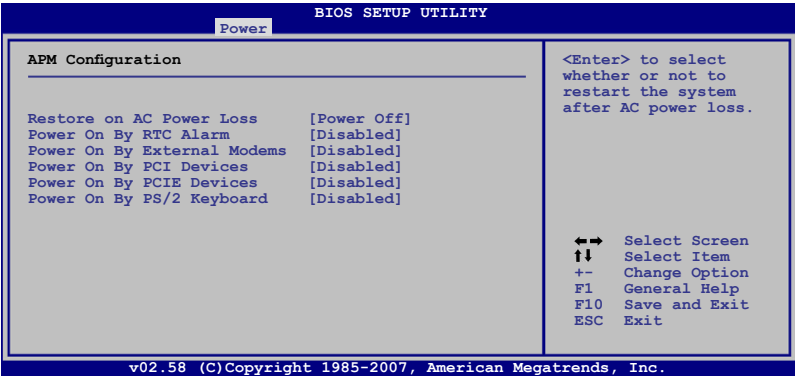 BIOS SETUP UTILITY
Power
APM Configuration
Restore on AC Power Loss [Power Off]
Power On By RTC Alarm [Disabled]
Power On By External Modems [Disabled]
Power On By PCI Devices [Disabled]
Power On By PCIE Devices [Disabled]
Power On By PS/2 Keyboard [Disabled]
<Enter> to select
whether or not to
restart the system
after AC power loss.
←→ Select Screen
↑↓ Select Item
+- Change Option
F1 General Help
F10 Save and Exit
ESC Exit
v02.58 (C)Copyright 1985-2007, American Megatrends, Inc.